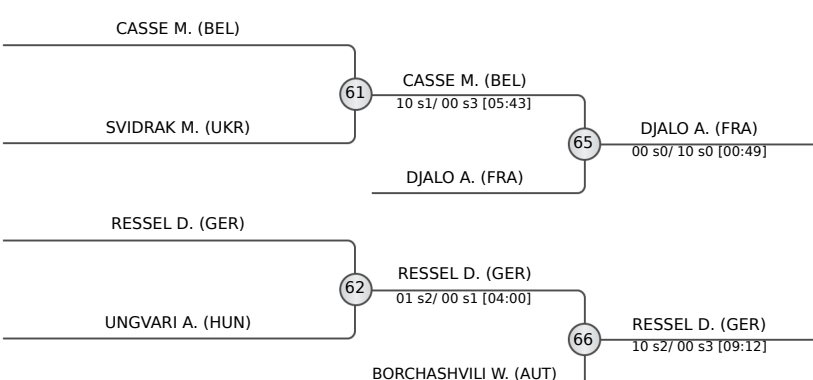 CASSE M. (BEL)
61
SVIDRAK M. (UKR)
CASSE M. (BEL)
10 s1/ 00 s3 [05:43]
65
DJALO A. (FRA)
DJALO A. (FRA)
00 s0/ 10 s0 [00:49]
RESSEL D. (GER)
62
UNGVARI A. (HUN)
RESSEL D. (GER)
01 s2/ 00 s1 [04:00]
66
BORCHASHVILI W. (AUT)
RESSEL D. (GER)
10 s2/ 00 s3 [09:12]